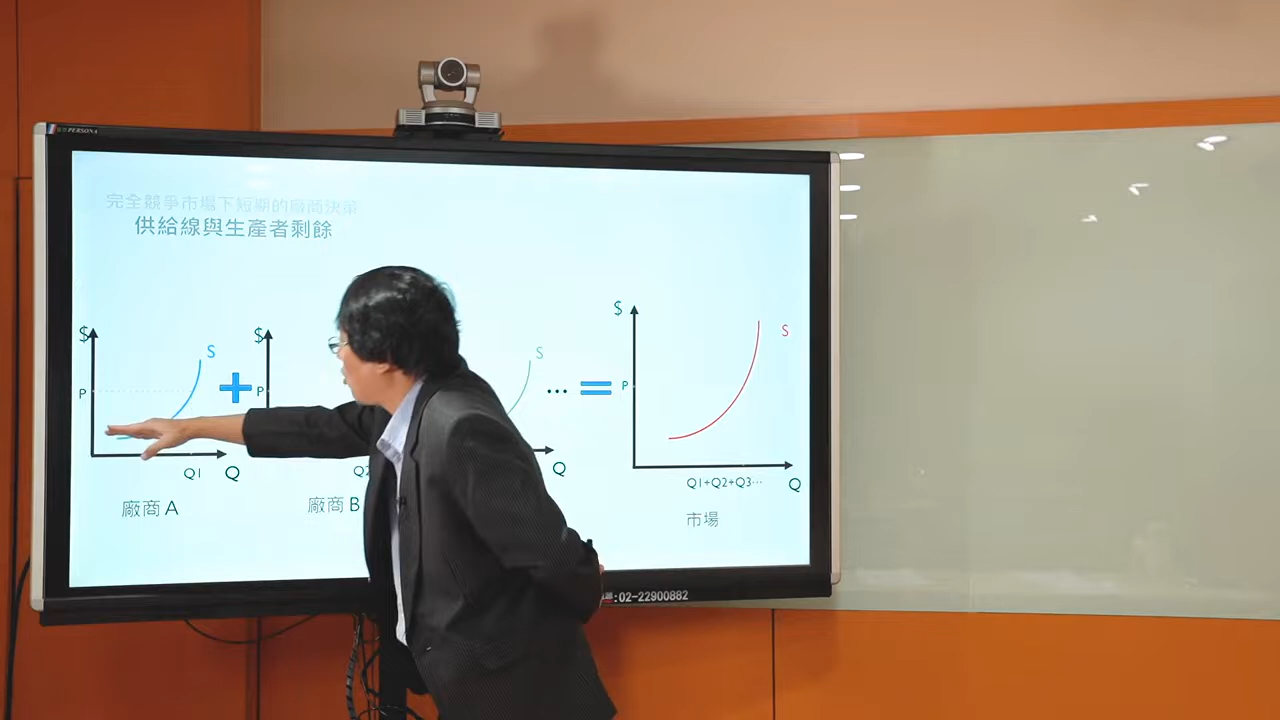 PERSONA
完全競爭市場下短期的廠商決策
供給線與生產者剩餘
$
S
P
Q1
Q
廠商 A
$
P
廠商 B
S
...
Q
$
S
P
Q1+Q2+Q3...
Q
市場
:02-22900882